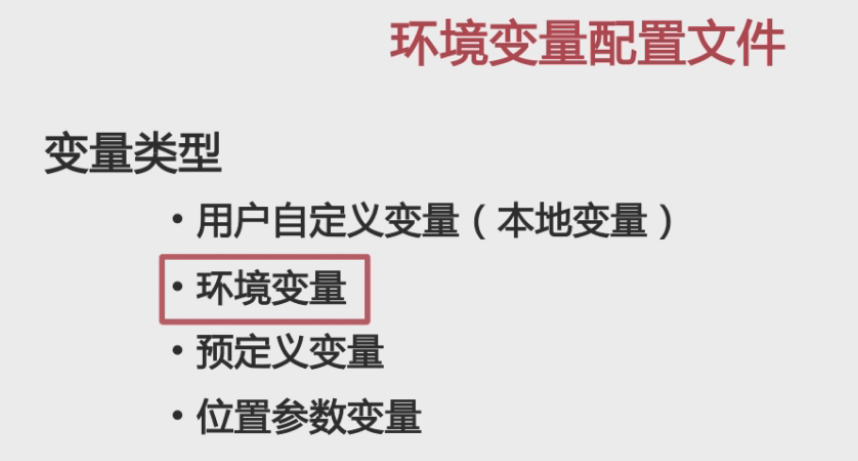 环境变量配置文件
变量类型
• 用户自定义变量（本地变量）
• 环境变量
• 预定义变量
• 位置参数变量